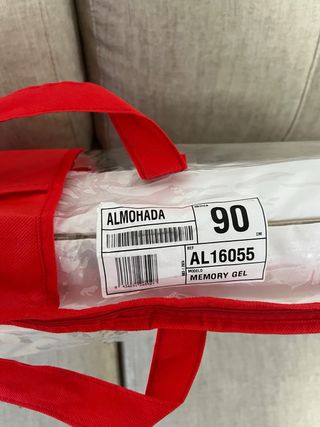 ALMOHADA
MEDIDA
90
CM
REF
AL16055
MODELO
MEMORY GEL